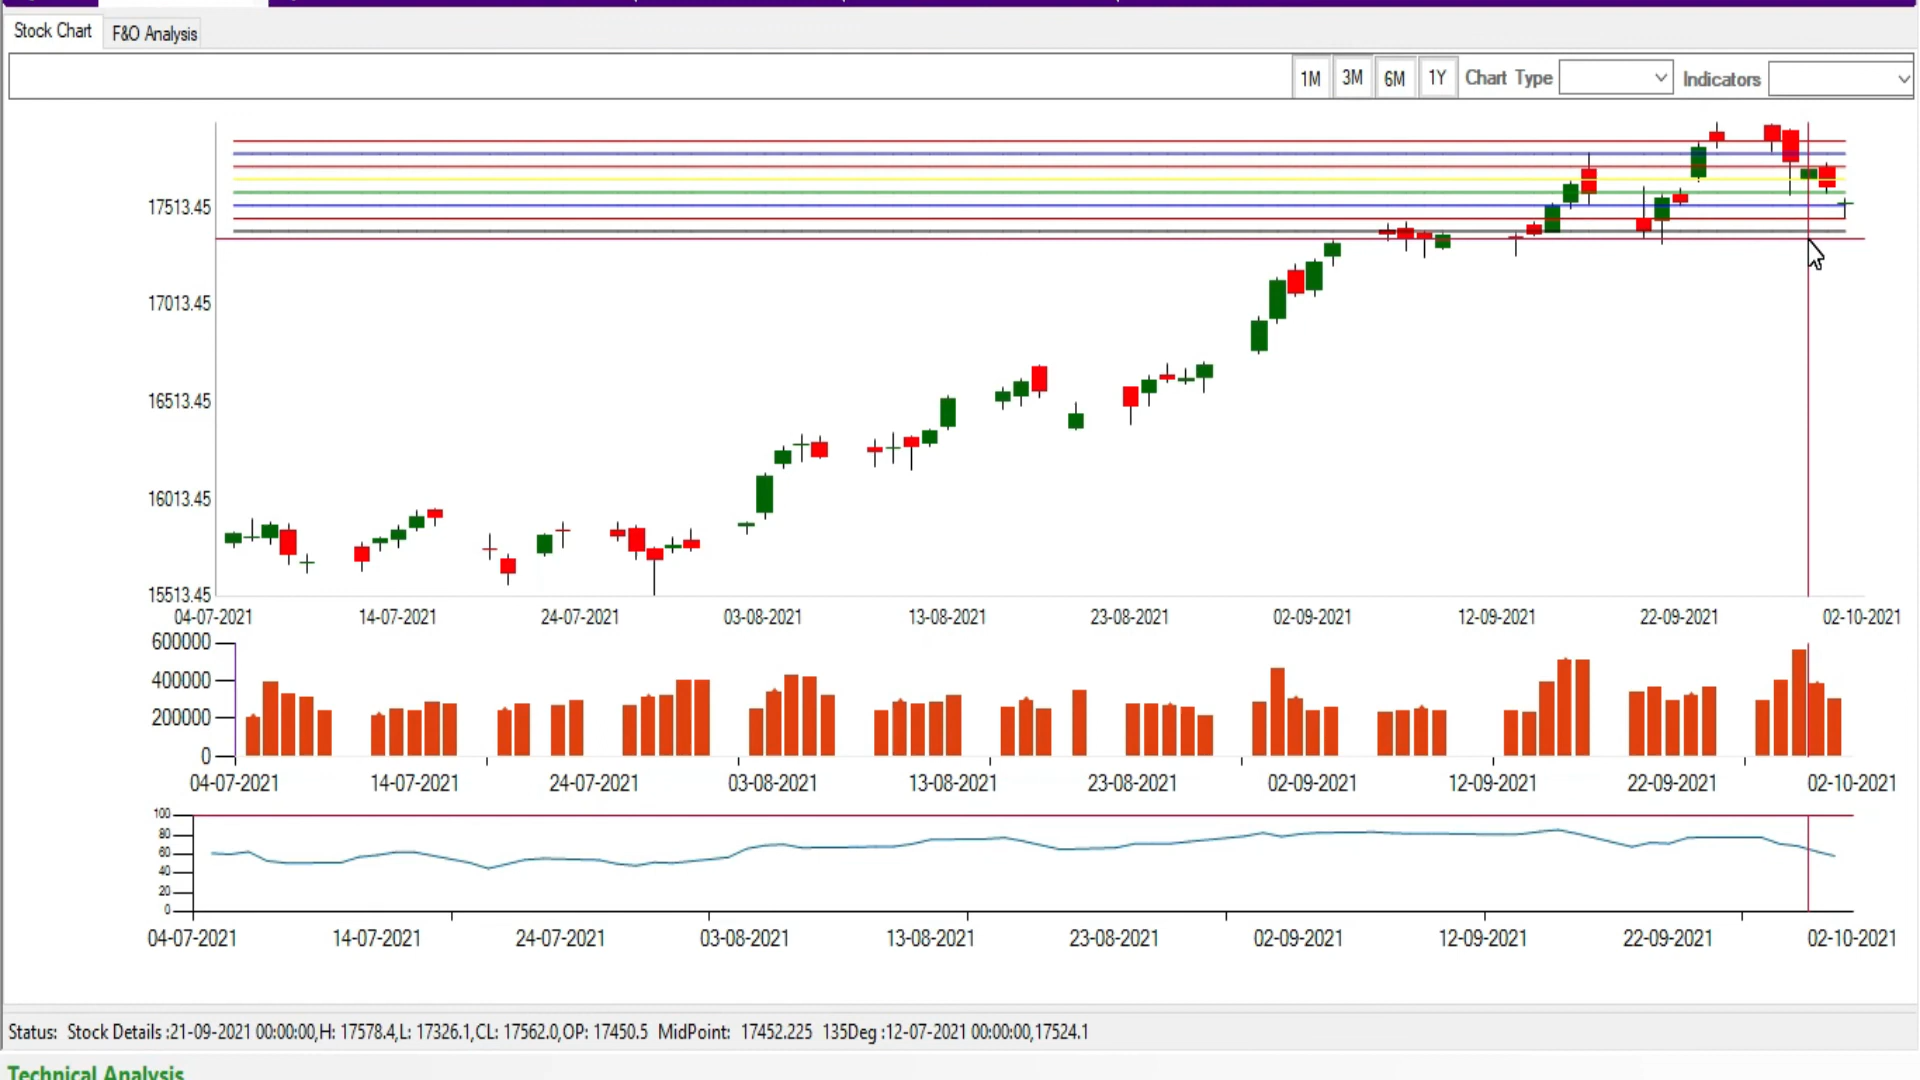 Stock Chart
F&O Analysis
1M 3M 6M 1Y Chart Type Indicators
17513.45
17013.45
16513.45
16013.45
15513.45
04-07-2021 14-07-2021 24-07-2021 03-08-2021 13-08-2021 23-08-2021 02-09-2021 12-09-2021 22-09-2021 02-10-2021
600000
400000
200000
0
04-07-2021 14-07-2021 24-07-2021 03-08-2021 13-08-2021 23-08-2021 02-09-2021 12-09-2021 22-09-2021 02-10-2021
100
80
60
40
20
0
04-07-2021 14-07-2021 24-07-2021 03-08-2021 13-08-2021 23-08-2021 02-09-2021 12-09-2021 22-09-2021 02-10-2021
Status: Stock Details :21-09-2021 00:00:00,H: 17578.4,L: 17326.1,CL: 17562.0,OP: 17450.5 MidPoint: 17452.225 135Deg :12-07-2021 00:00:00,17524.1
Technical Analysis